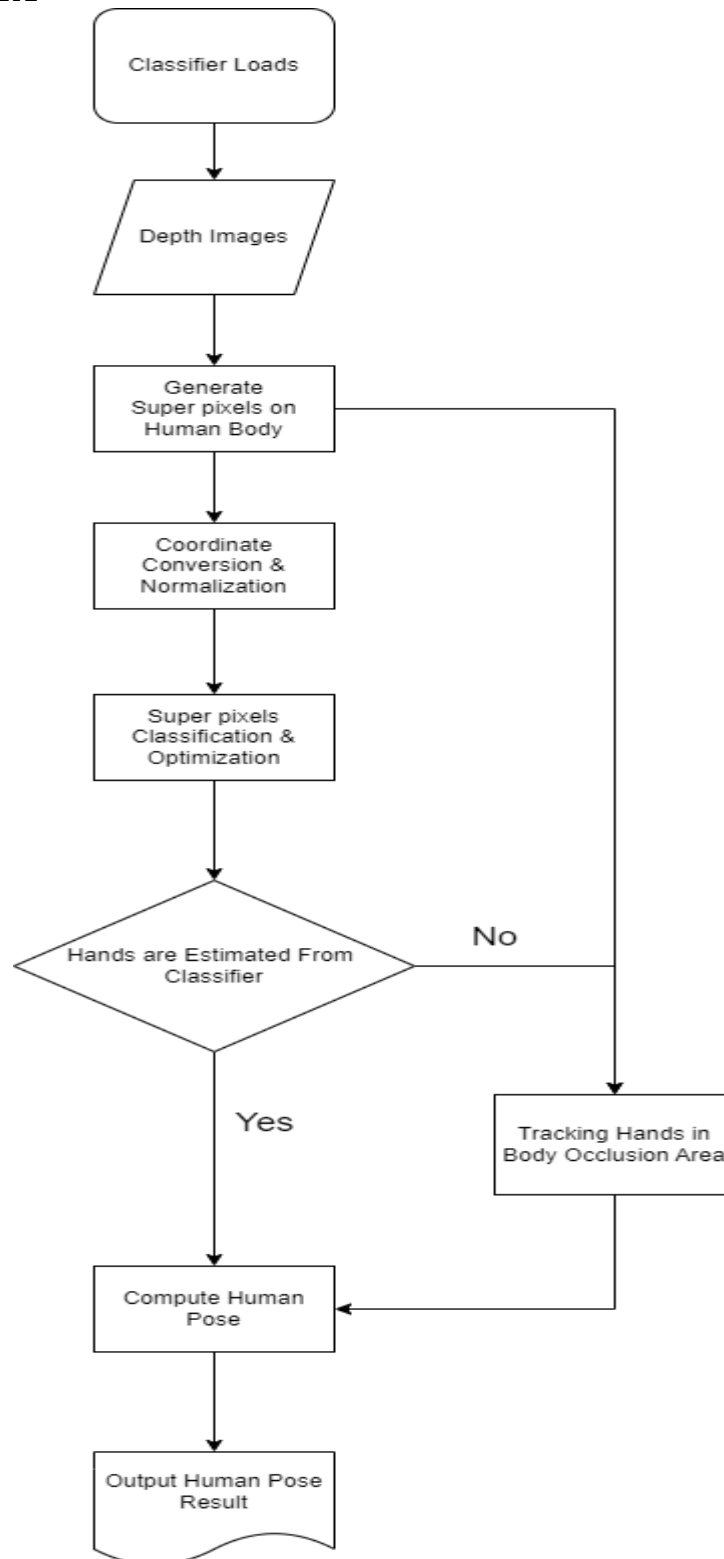 Classifier Loads
Depth Images
Generate
Super pixels on
Human Body
Coordinate
Conversion &
Normalization
Super pixels
Classification &
Optimization
Hands are Estimated From
Classifier
No
Yes
Tracking Hands in
Body Occlusion Area
Compute Human
Pose
Output Human Pose
Result